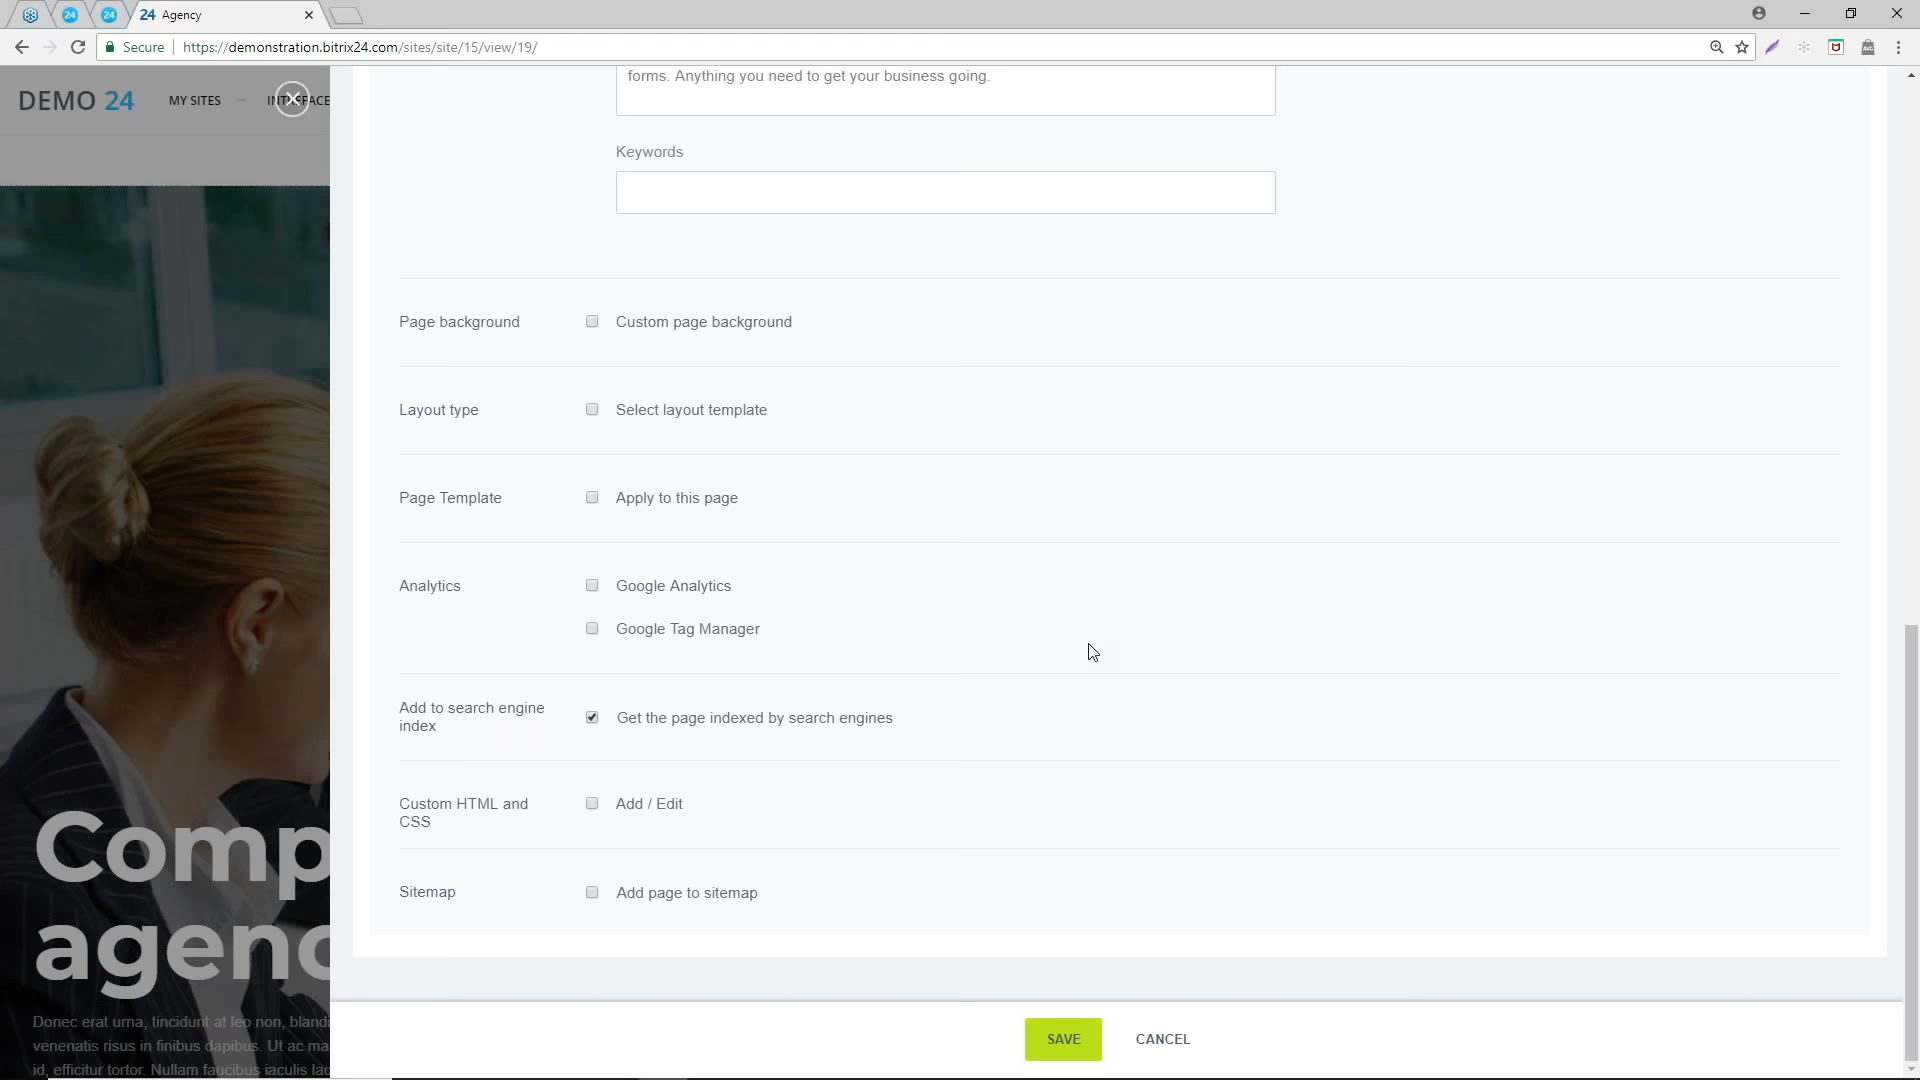 24 Agency
24
24
Secure https://demonstration.bitrix24.com/sites/site/15/view/19/
DEMO 24 MY SITES
forms. Anything you need to get your business going.
Keywords
Page background Custom page background
Layout type Select layout template
Page Template Apply to this page
Analytics Google Analytics
Google Tag Manager
Add to search engine
index
Get the page indexed by search engines
Custom HTML and
CSS
Add / Edit
Sitemap Add page to sitemap
Comp
agenc
Donec erat urna, tincidunt at leo non, blandi
venenatis risus in finibus dapibus. Ut ac ma
id, efficitur tortor. Nullam faucibus iaculis lac
SAVE CANCEL